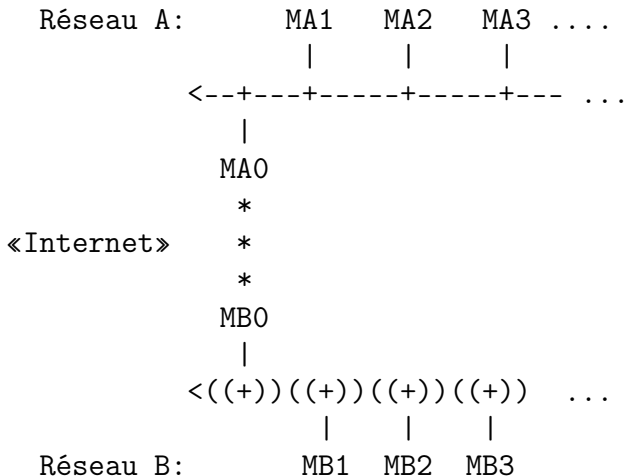 Réseau A:       MA1   MA2   MA3 ....
                 |     |     |
          <--+---+-----+-----+--- ...
             |
            MA0
             *
«Internet»   *
             *
            MB0
             |
          <((+))((+))((+))((+))  ...
                  |    |    |
Réseau B:        MB1  MB2  MB3